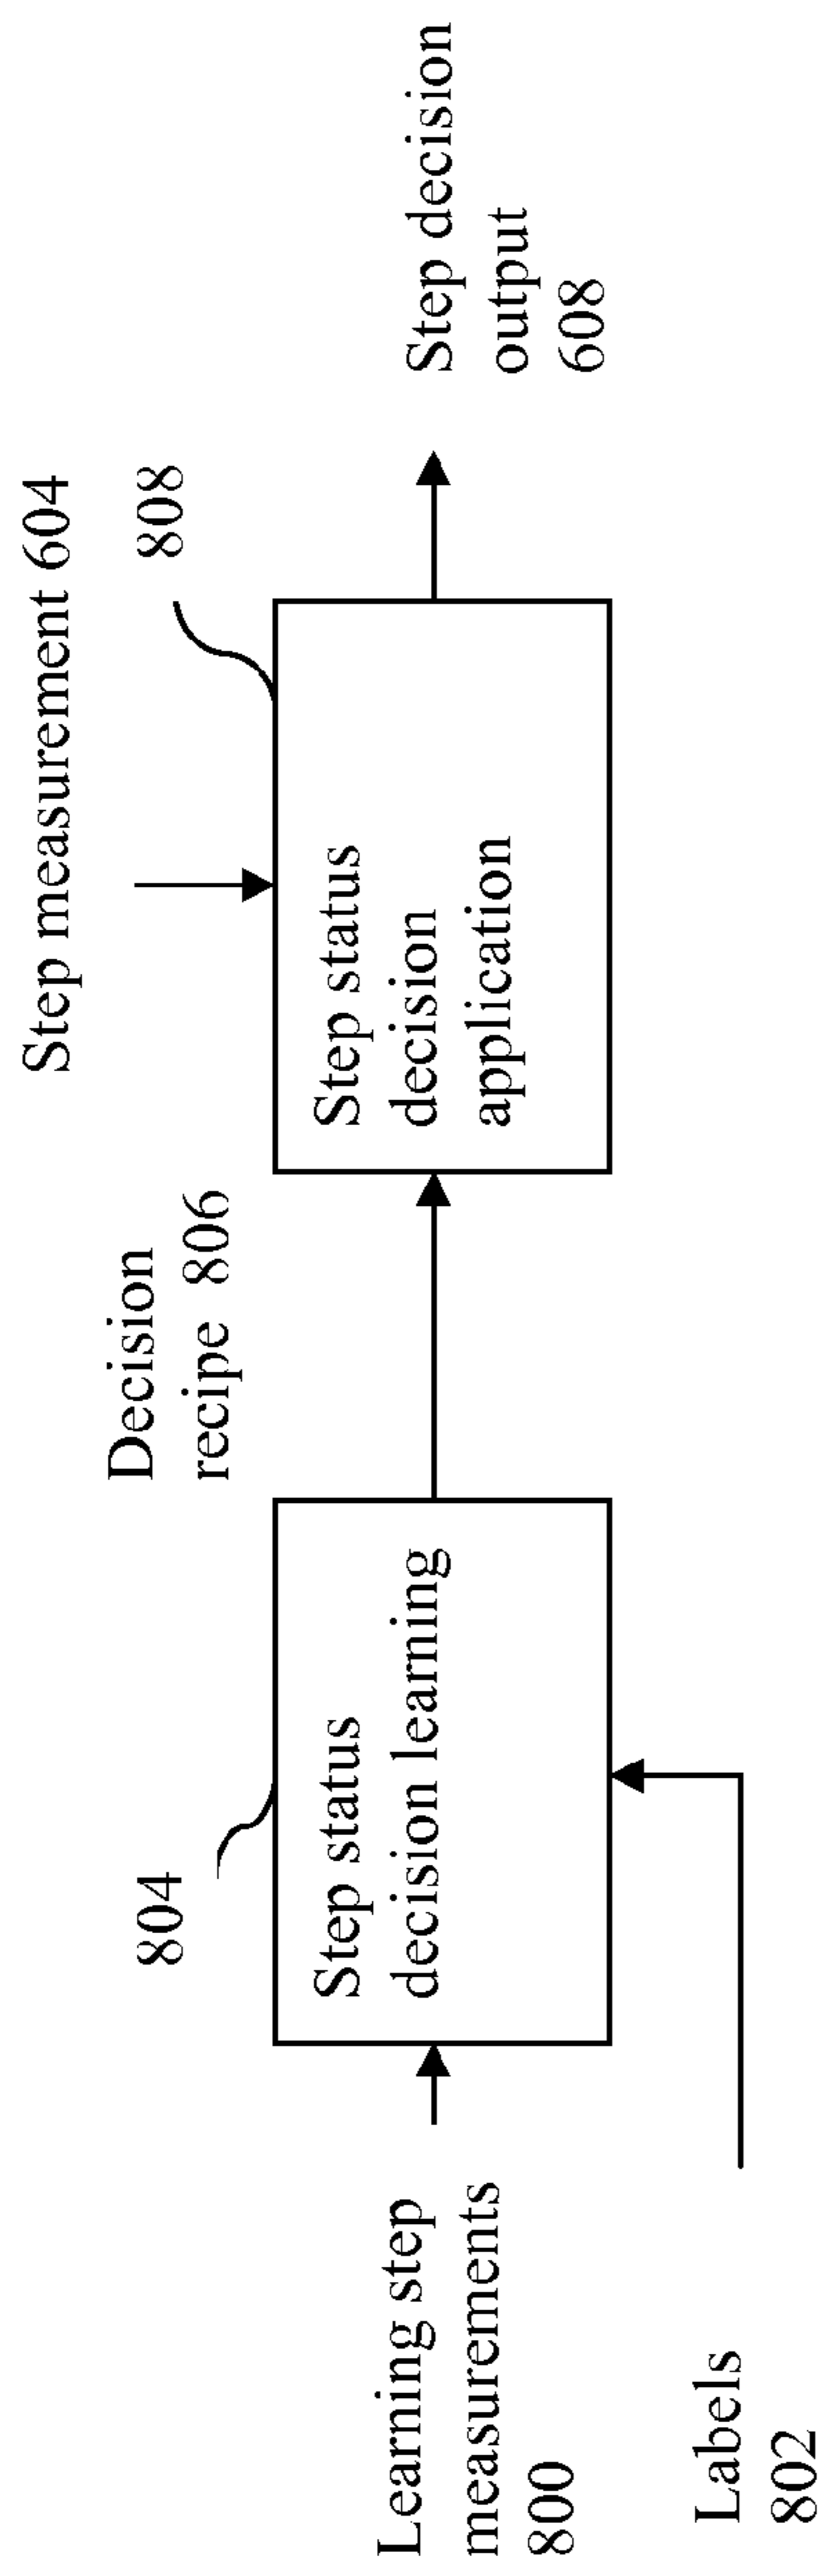 Step measurement 604
808
Decision
recipe 806
804
Step status
decision learning
Step status
decision
application
Learning step
measurements
800
Step decision
output
608
Labels
802